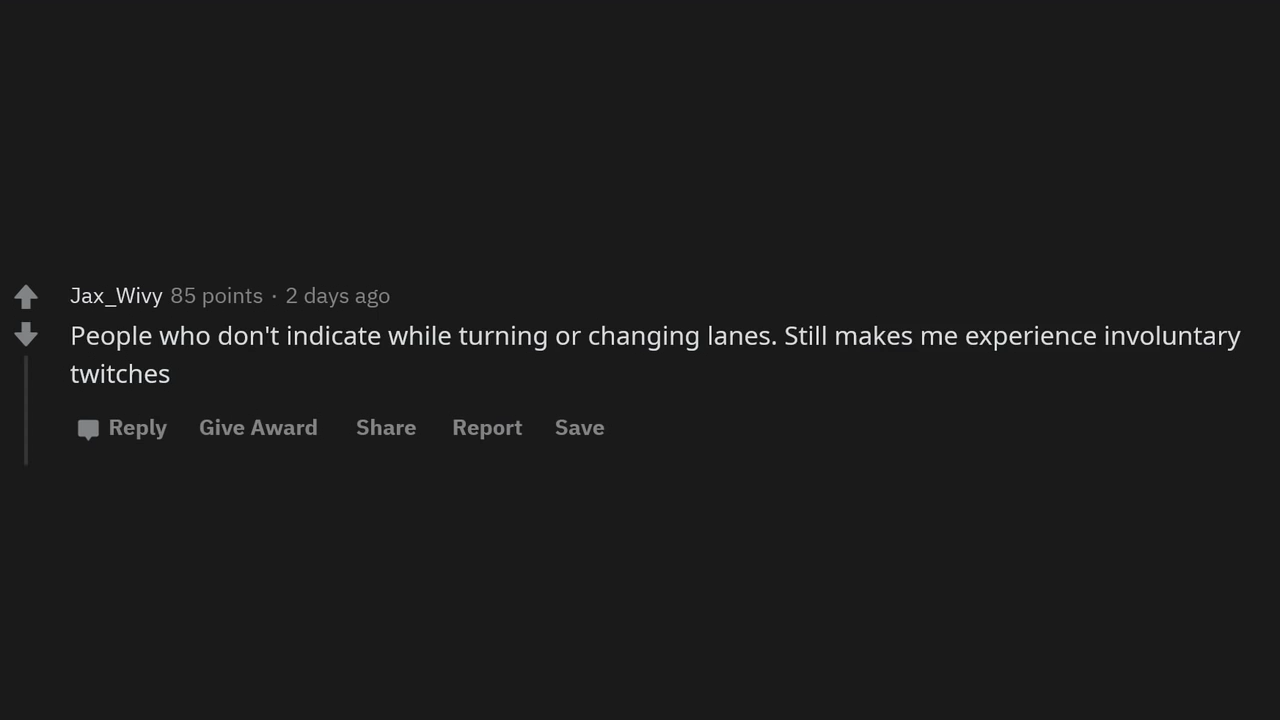 Jax_Wivy 85 points · 2 days ago
People who don't indicate while turning or changing lanes. Still makes me experience involuntary
twitches
Reply Give Award Share Report Save